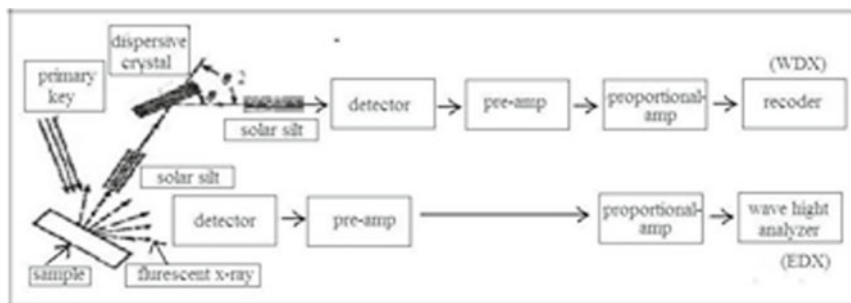 dispersive
crystal
primary
key
θ 2
θ
(WDX)
detector
pre-amp
proportional-
amp
recoder
solar silt
solar silt
detector
pre-amp
proportional-
amp
wave hight
analyzer
(EDX)
sample
flurescent x-ray